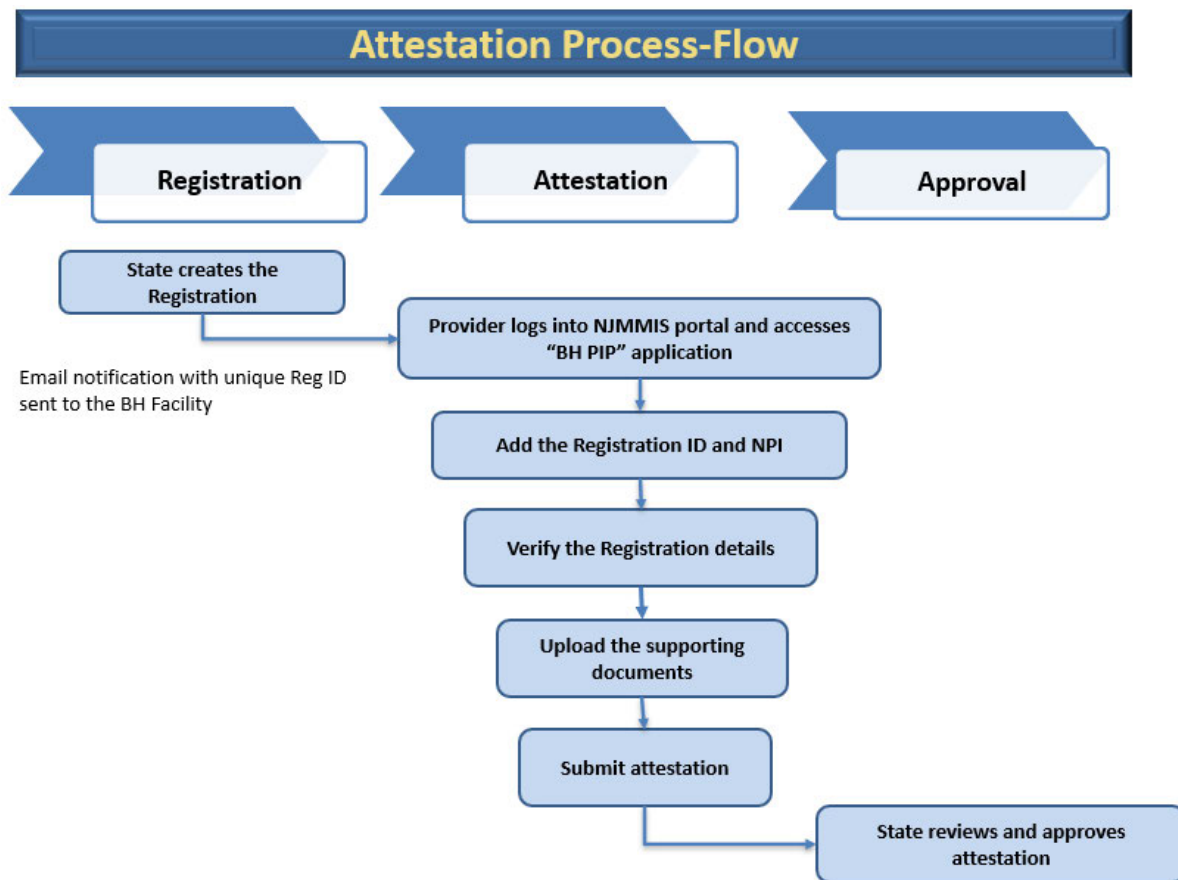 Attestation Process-Flow
Registration
Attestation
Approval
State creates the
Registration
Email notification with unique Reg ID
sent to the BH Facility
Provider logs into NJMMIS portal and accesses
“BH PIP” application
Add the Registration ID and NPI
Verify the Registration details
Upload the supporting
documents
Submit attestation
State reviews and approves
attestation